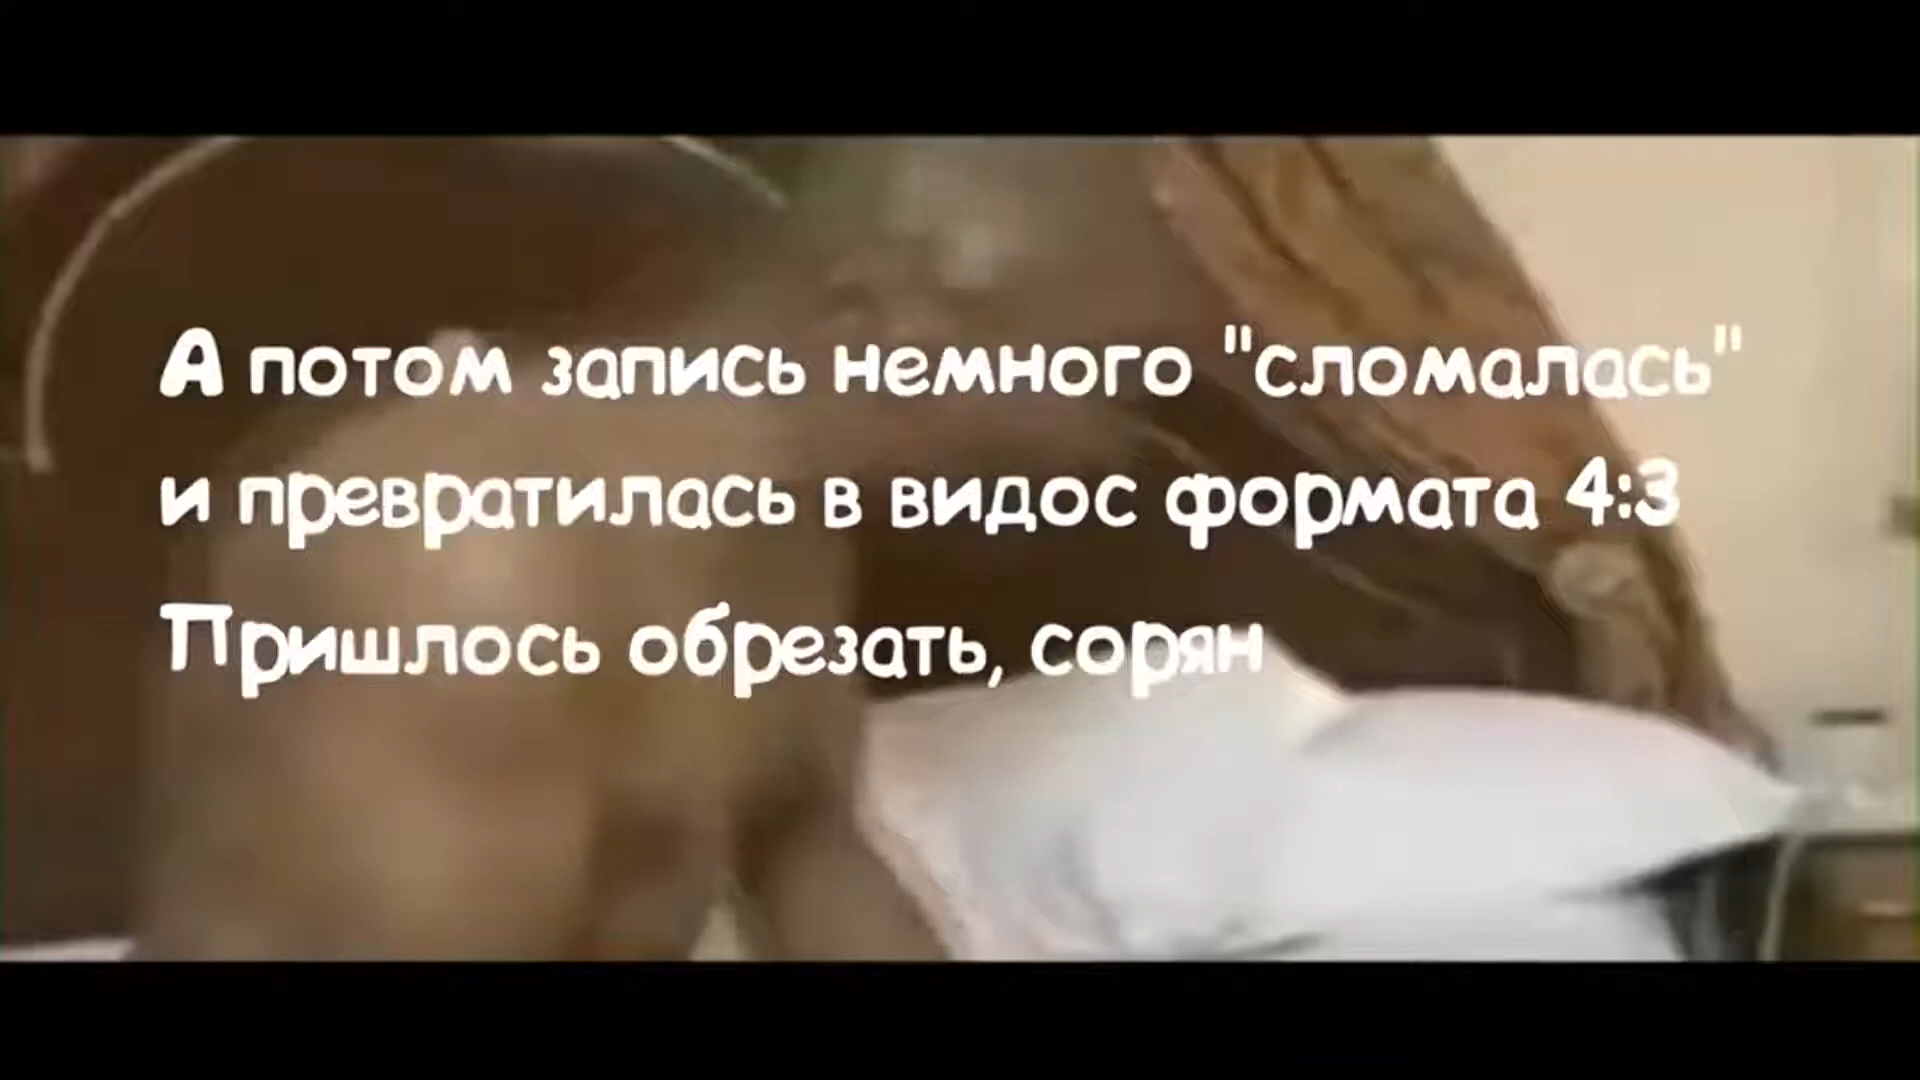 А потом запись немного "сломалась"
и превратилась в видос формата 4:3
Пришлось обрезать, сорян